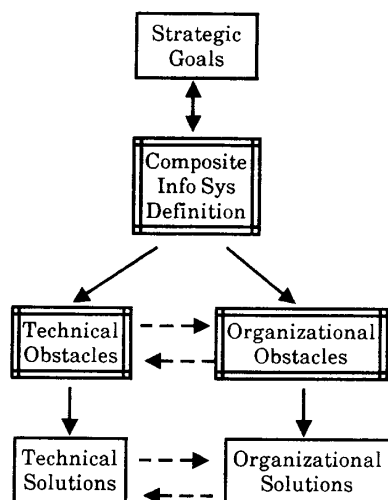 Strategic
Goals
Composite
Info Sys
Definition
Technical
Obstacles
Organizational
Obstacles
Technical
Solutions
Organizational
Solutions